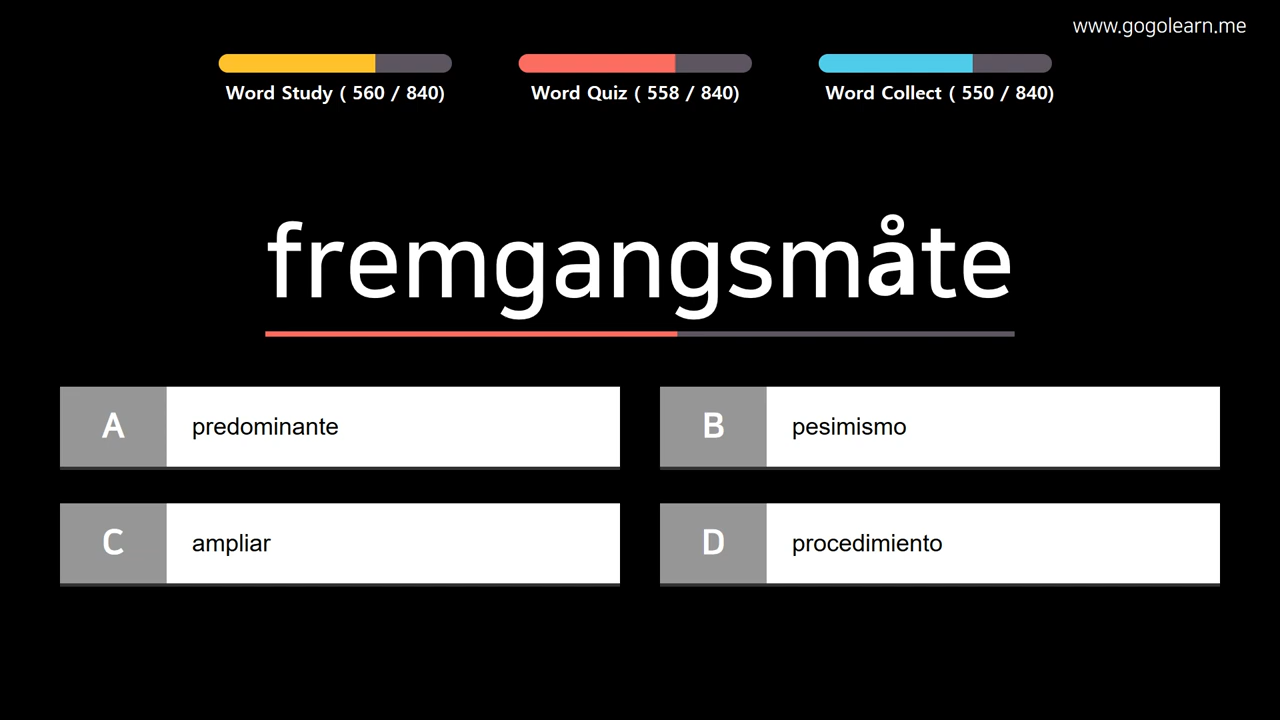 www.gogolearn.me
Word Study ( 560 / 840)
Word Quiz ( 558 / 840)
Word Collect ( 550 / 840)
fremgangsmåte
A predominante
B pesimismo
C ampliar
D procedimiento